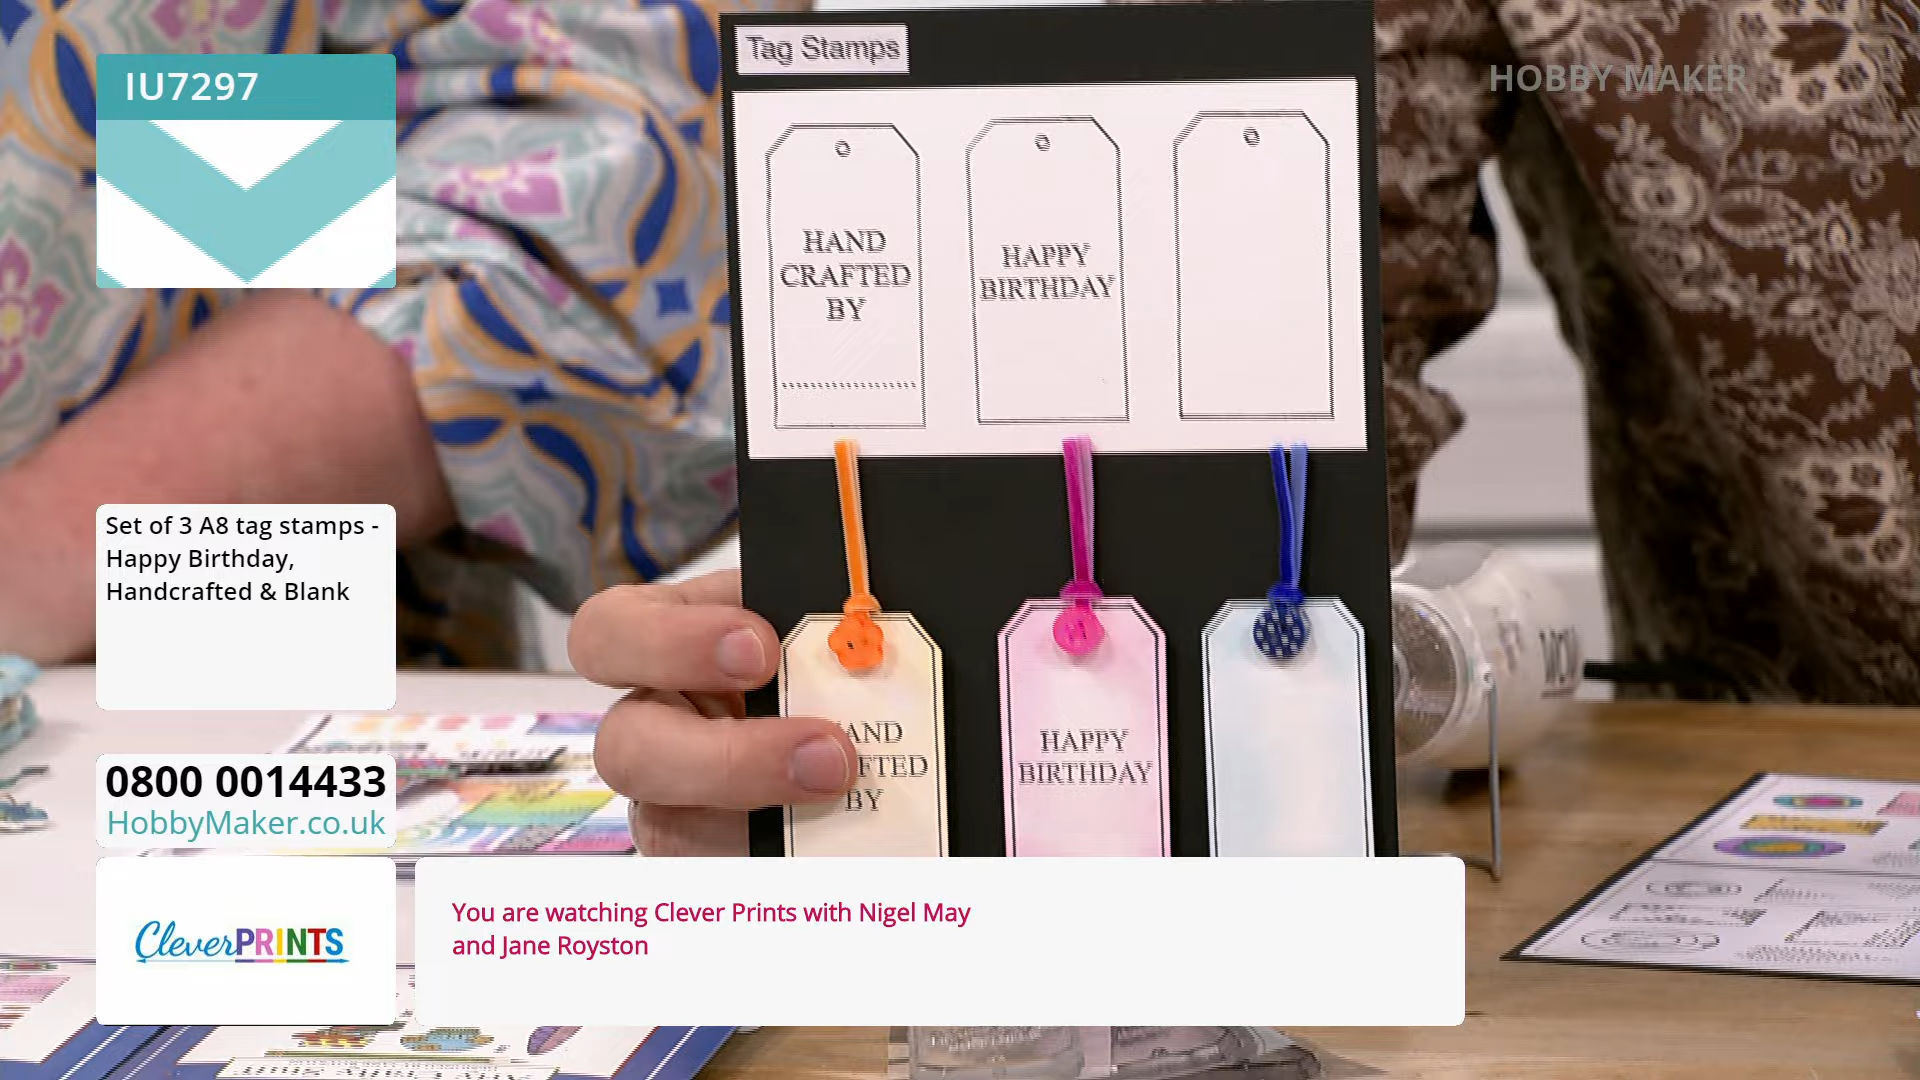 IU7297
HOBBY MAKER
Tag Stamps
HAND
CRAFTED
BY
HAPPY
BIRTHDAY
Set of 3 A8 tag stamps -
Happy Birthday,
Handcrafted & Blank
AND
FTED
BY
HAPPY
BIRTHDAY
0800 0014433
HobbyMaker.co.uk
CleverPRINTS
You are watching Clever Prints with Nigel May
and Jane Royston